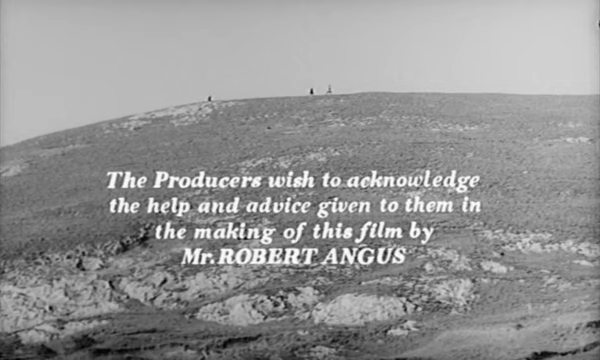 The Producers wish to acknowledge
the help and advice given to them in
the making of this film by
Mr. ROBERT ANGUS